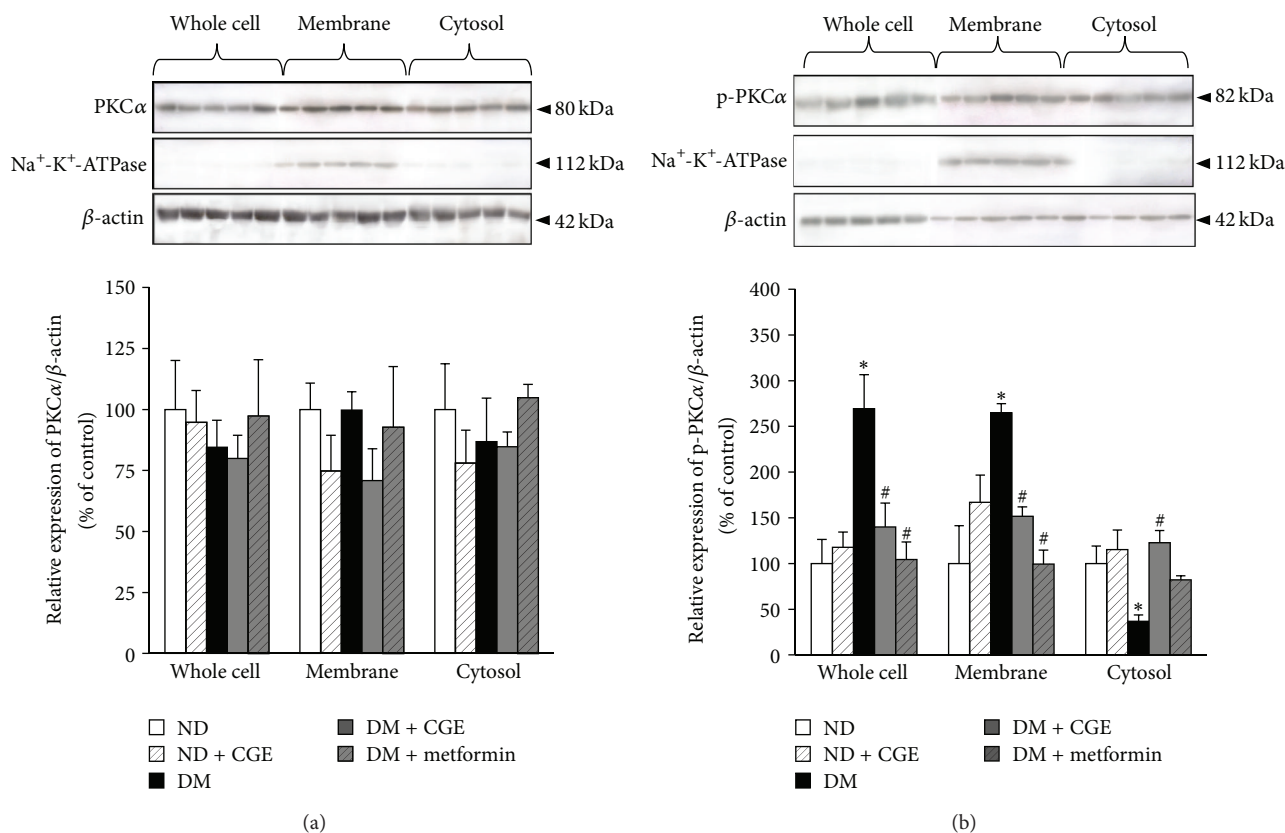 Whole cell Membrane Cytosol
PKCα 80 kDa
Na⁺-K⁺-ATPase 112 kDa
β-actin 42 kDa
Relative expression of PKCα/β-actin
(% of control)
150
125
100
75
50
25
0
Whole cell Membrane Cytosol
ND
ND + CGE
DM
DM + CGE
DM + metformin
(a)
Whole cell Membrane Cytosol
p-PKCα 82 kDa
Na⁺-K⁺-ATPase 112 kDa
β-actin 42 kDa
Relative expression of p-PKCα/β-actin
(% of control)
400
350
300
250
200
150
100
50
0
* # #
* # #
* #
Whole cell Membrane Cytosol
ND
ND + CGE
DM
DM + CGE
DM + metformin
(b)